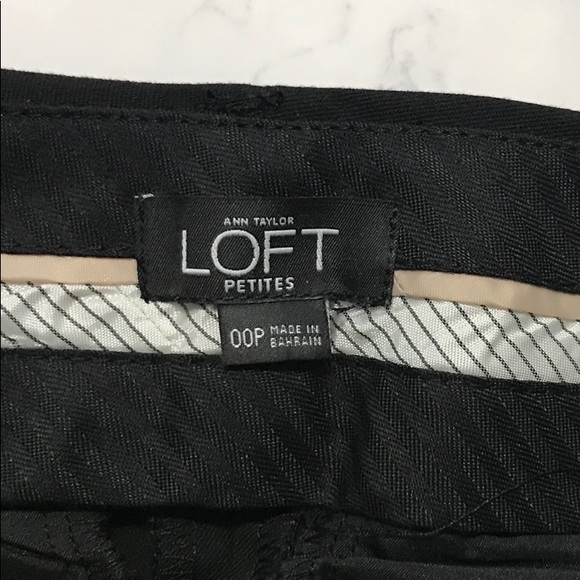 ANN TAYLOR
LOFT
PETITES
00P MADE IN
BAHRAIN